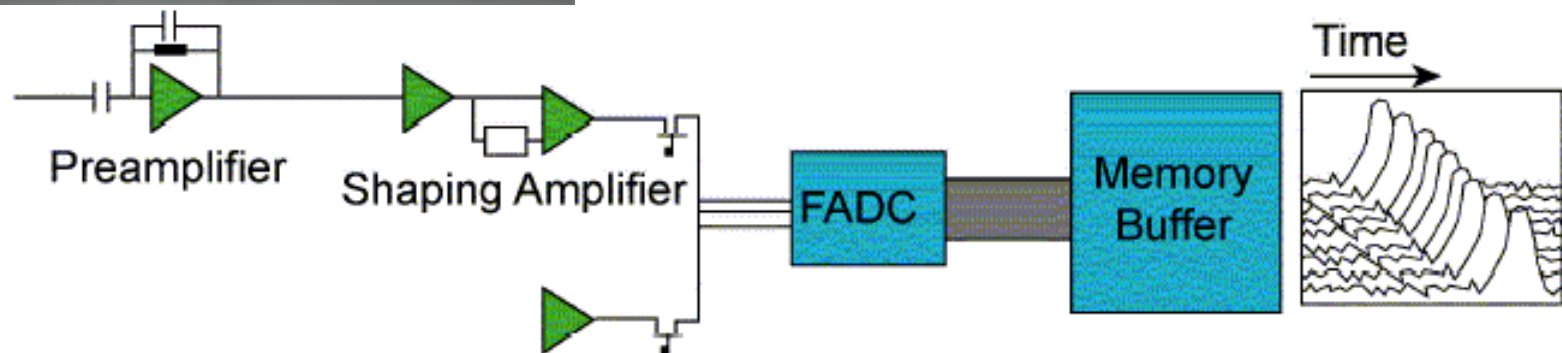 Time
Preamplifier
Shaping Amplifier
FADC
Memory
Buffer